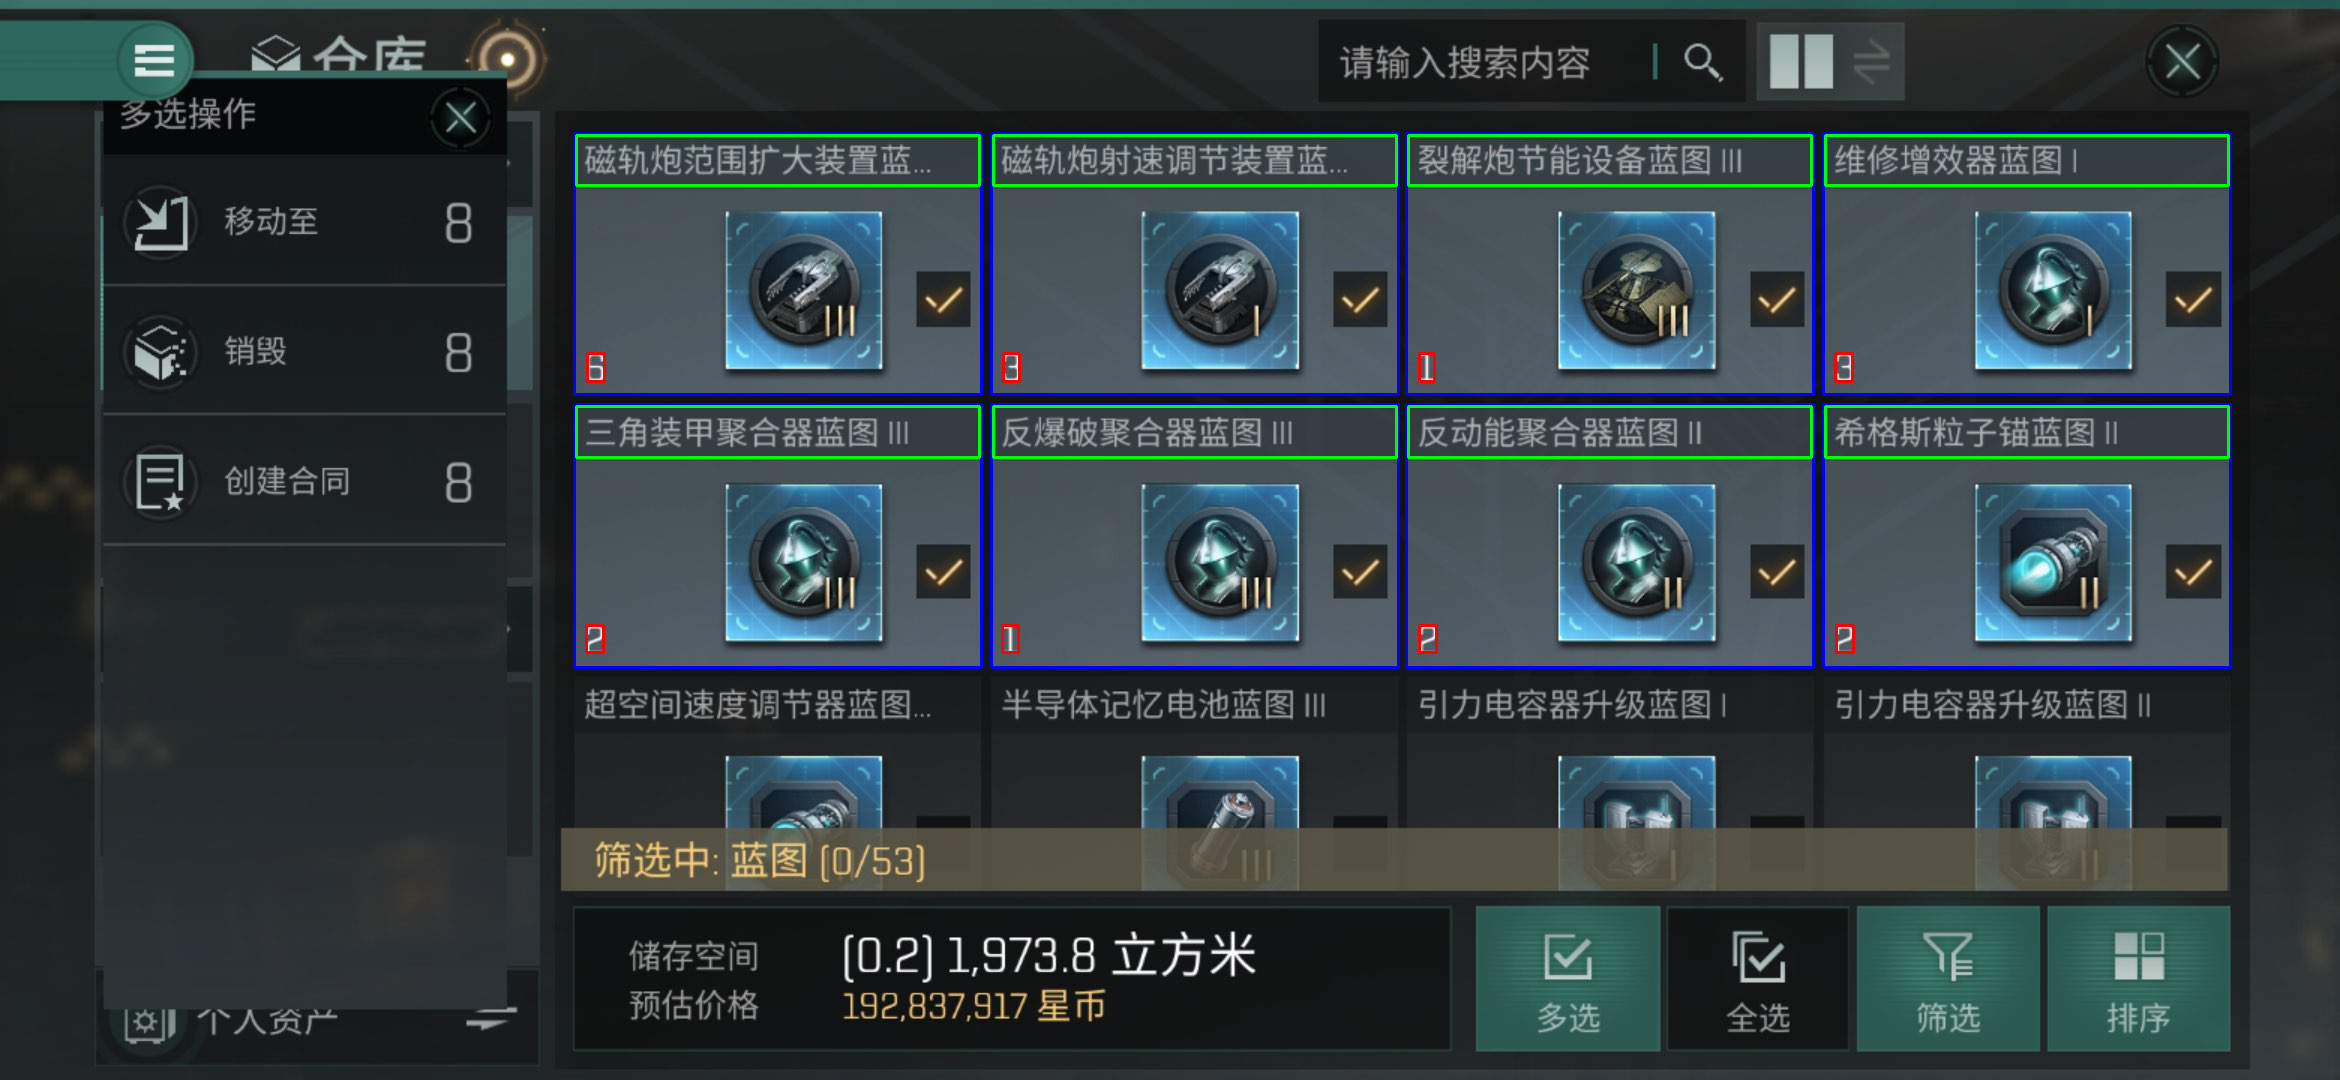 仓库
请输入搜索内容
多选操作
移动至 8
销毁 8
创建合同 8
个人资产
磁轨炮范围扩大装置蓝...
磁轨炮射速调节装置蓝...
裂解炮节能设备蓝图 III
维修增效器蓝图 I
III
I
III
I
6
3
1
3
三角装甲聚合器蓝图 III
反爆破聚合器蓝图 III
反动能聚合器蓝图 II
希格斯粒子锚蓝图 II
III
III
II
II
2
1
2
2
超空间速度调节器蓝图...
半导体记忆电池蓝图 III
引力电容器升级蓝图 I
引力电容器升级蓝图 II
III
I
II
筛选中: 蓝图 (0/53)
储存空间 (0.2) 1,973.8 立方米
预估价格 192,837,917 星币
多选
全选
筛选
排序